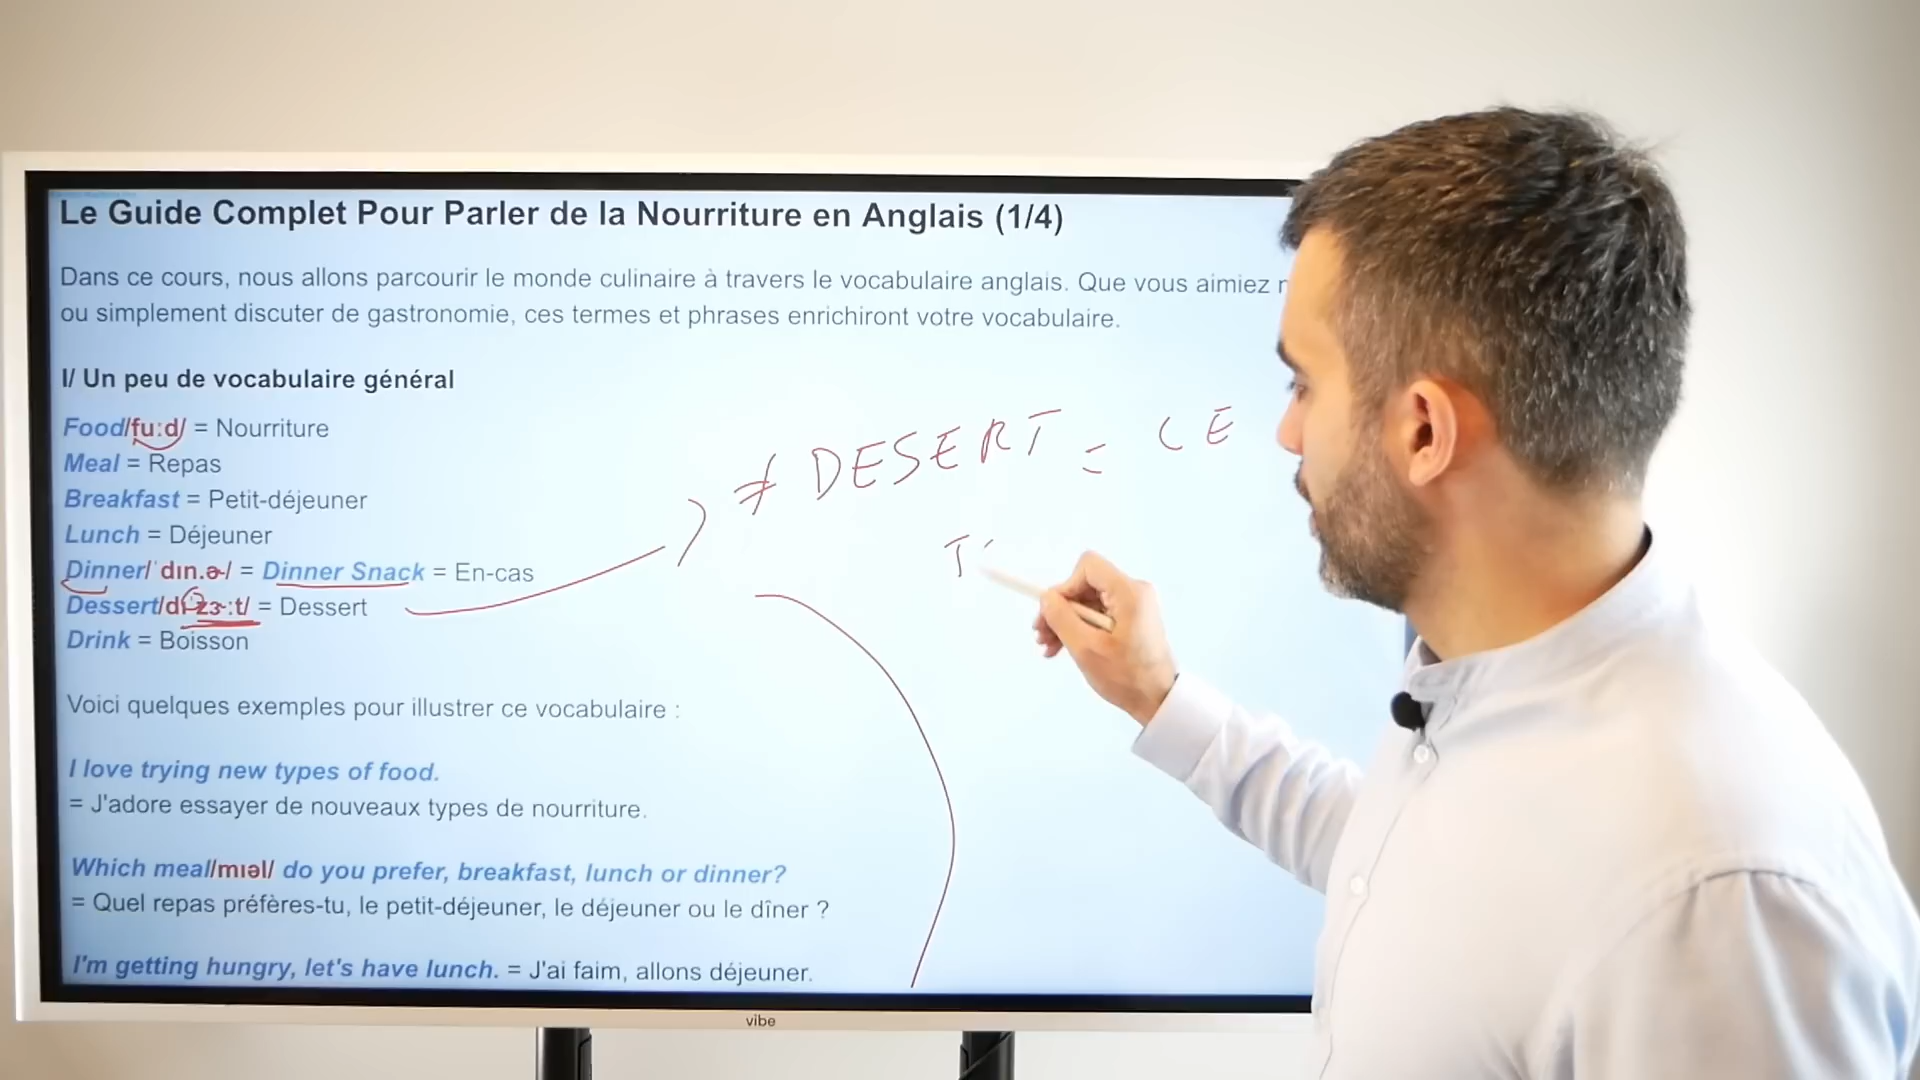 Le Guide Complet Pour Parler de la Nourriture en Anglais (1/4)
Dans ce cours, nous allons parcourir le monde culinaire à travers le vocabulaire anglais. Que vous aimiez
ou simplement discuter de gastronomie, ces termes et phrases enrichiront votre vocabulaire.
I/ Un peu de vocabulaire général
Food/fuːd/ = Nourriture
Meal = Repas
Breakfast = Petit-déjeuner
Lunch = Déjeuner
Dinner/ˈdɪn.ɚ/ = Dinner Snack = En-cas
Dessert/dɪˈzɝːt/ = Dessert
Drink = Boisson
≠ DESERT = LE
Voici quelques exemples pour illustrer ce vocabulaire :
I love trying new types of food.
= J'adore essayer de nouveaux types de nourriture.
Which meal/mɪəl/ do you prefer, breakfast, lunch or dinner?
= Quel repas préfères-tu, le petit-déjeuner, le déjeuner ou le dîner ?
I'm getting hungry, let's have lunch. = J'ai faim, allons déjeuner.
vibe